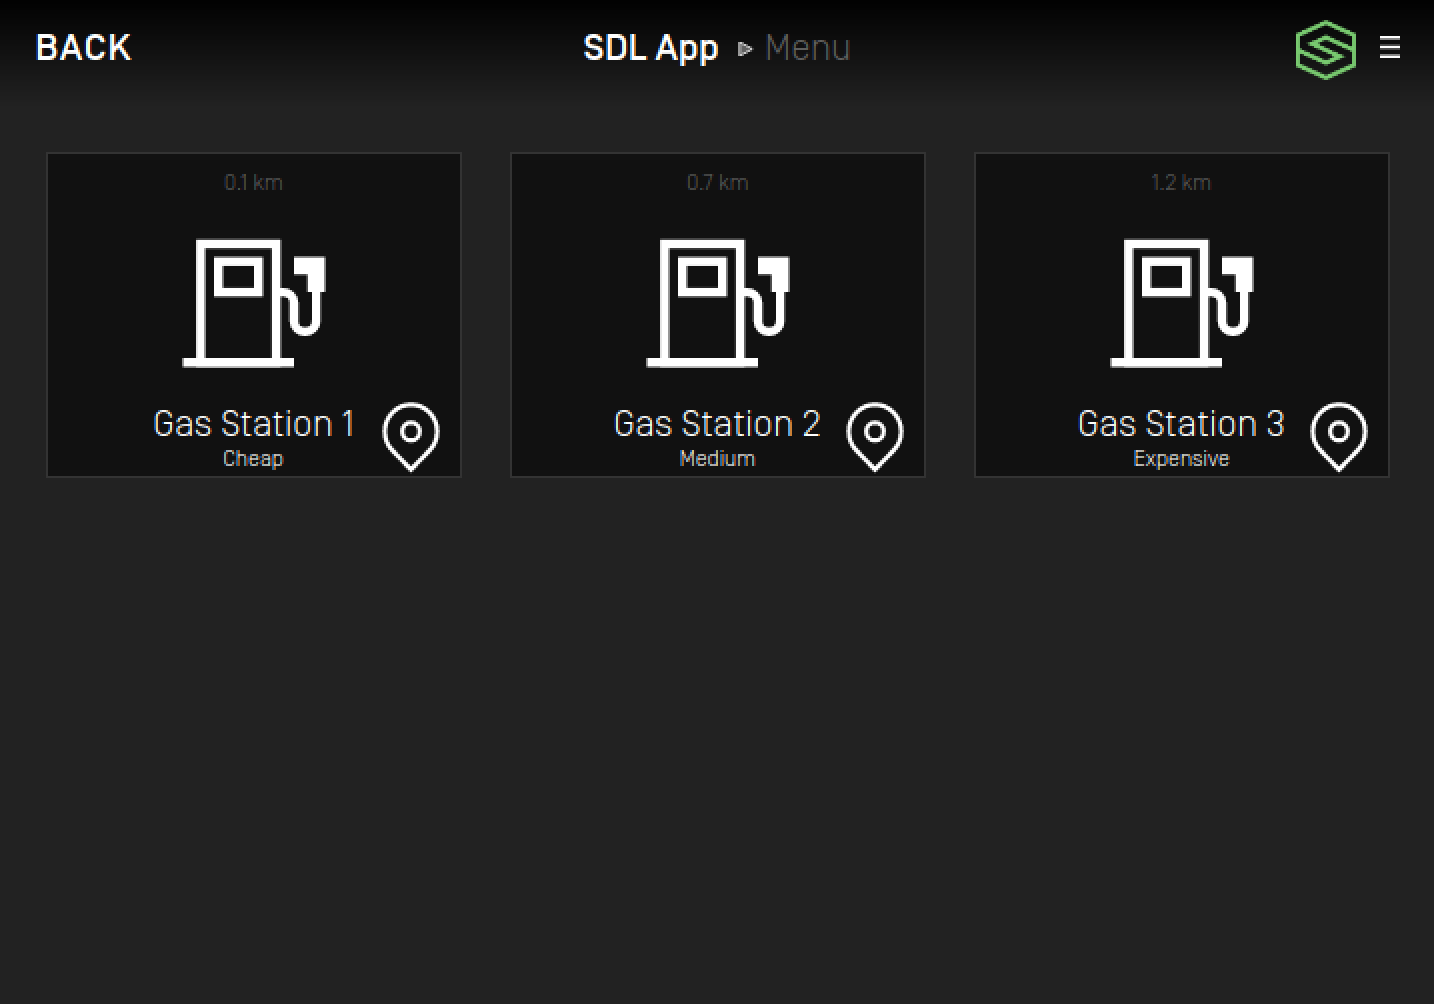 BACK
SDL App
Menu
0.1 km
Gas Station 1
Cheap
0.7 km
Gas Station 2
Medium
1.2 km
Gas Station 3
Expensive